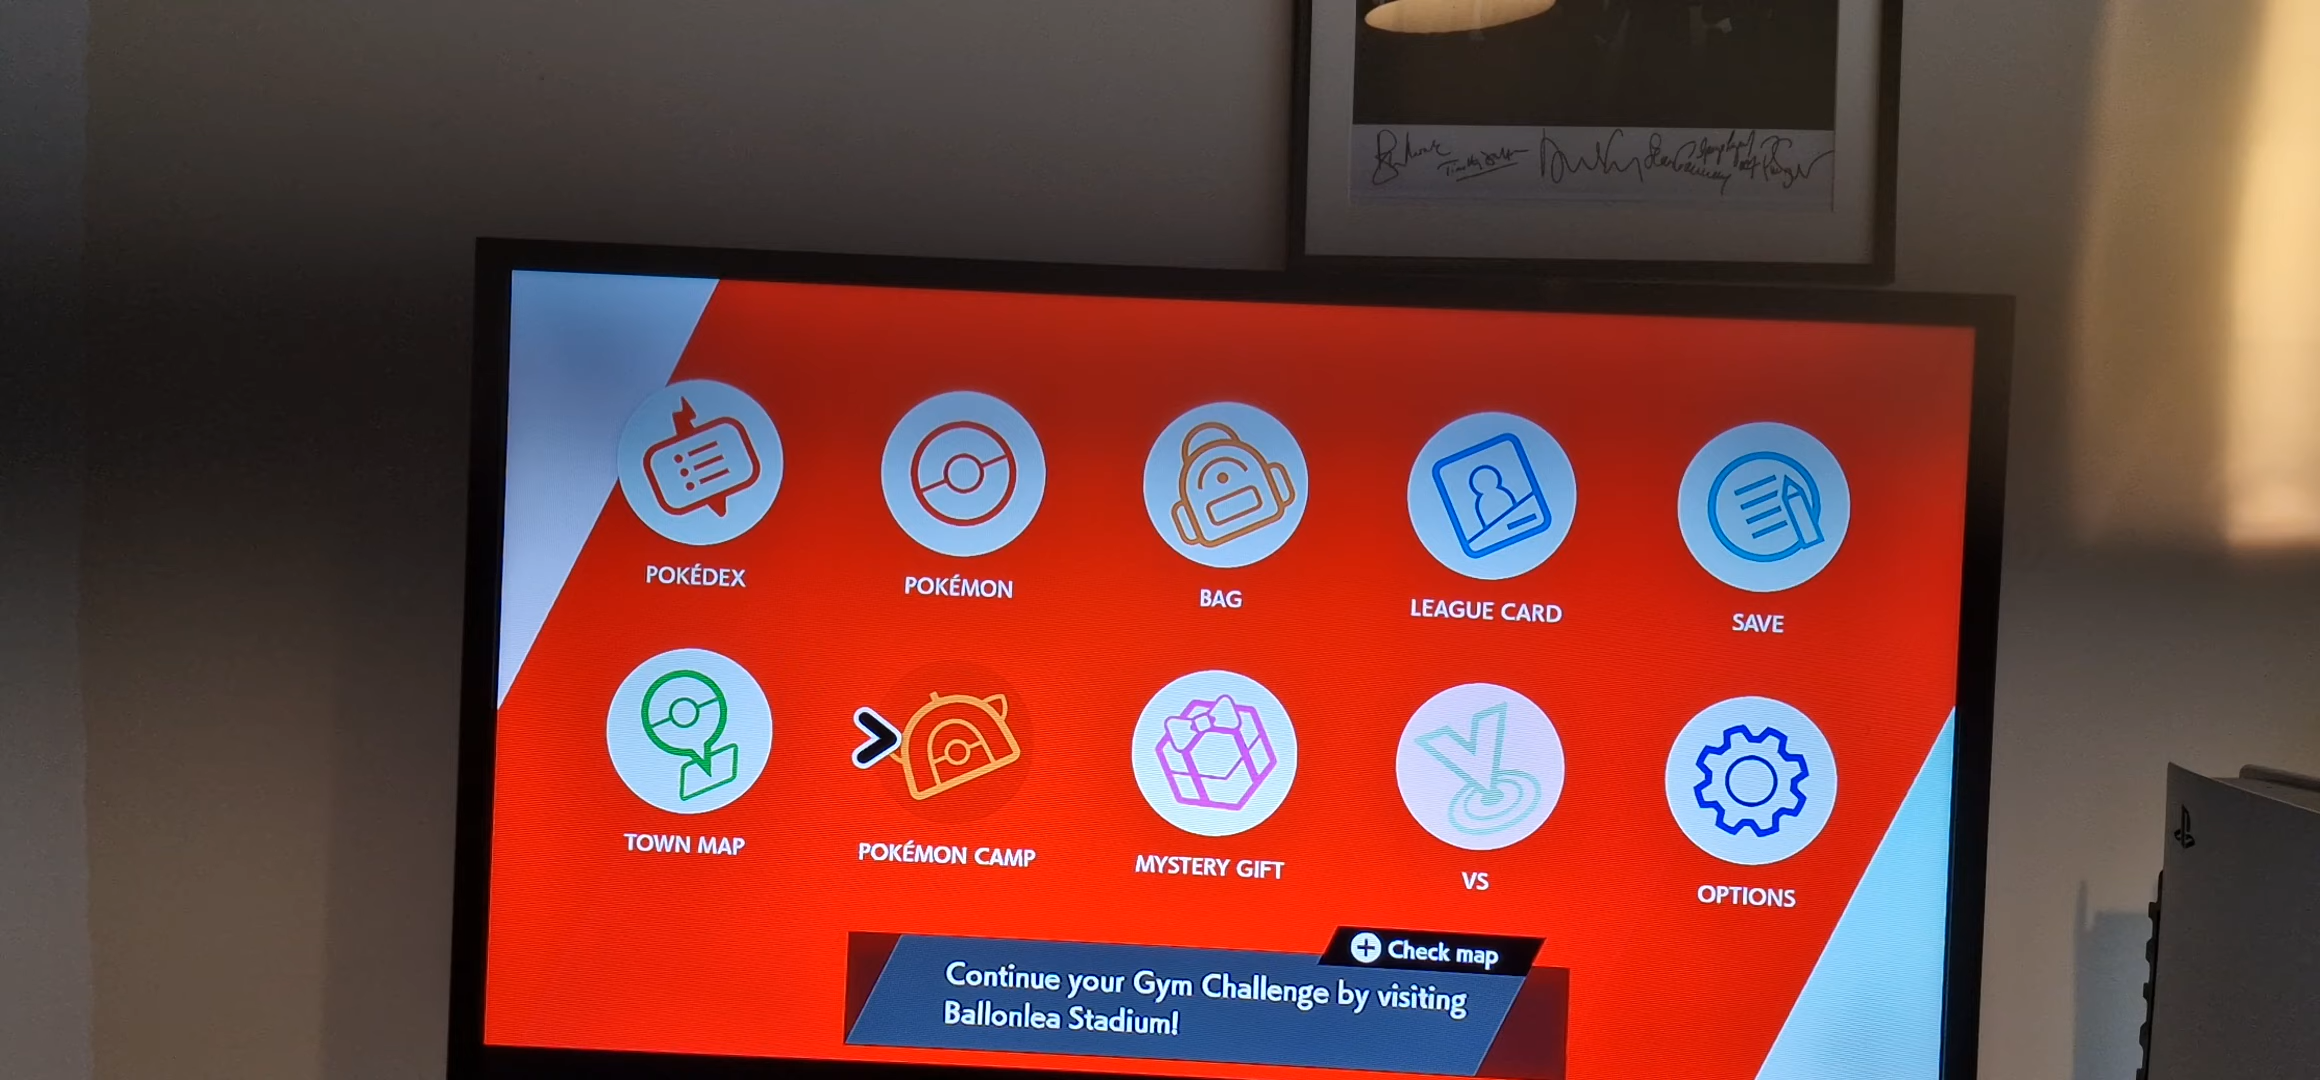 POKÉDEX
POKÉMON
BAG
LEAGUE CARD
SAVE
TOWN MAP
POKÉMON CAMP
MYSTERY GIFT
VS
OPTIONS
Check map
Continue your Gym Challenge by visiting
Ballonlea Stadium!